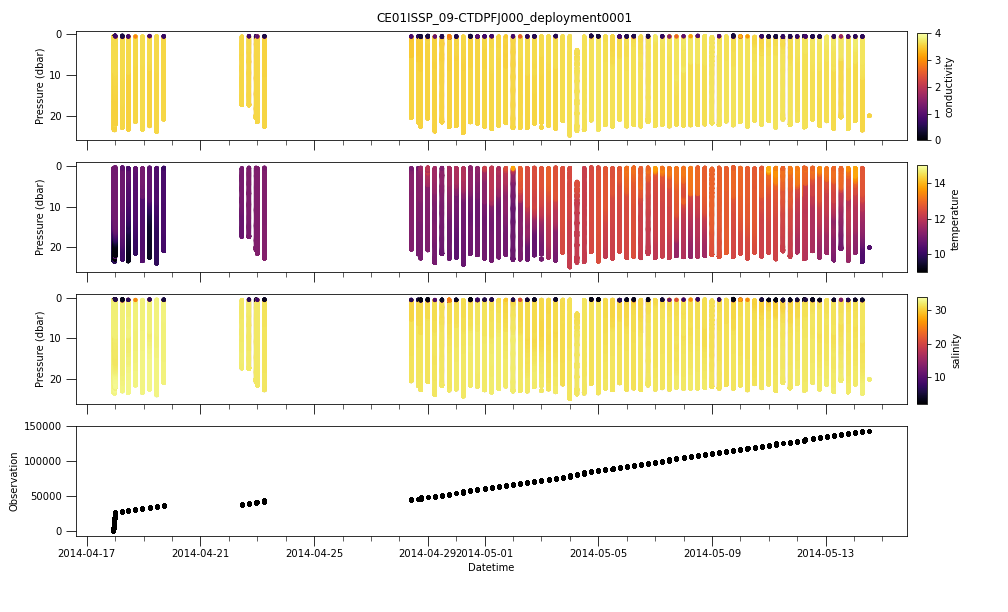 CE01ISSP_09-CTDPFJ000_deployment0001
0
10
20
Pressure (dbar)
4
3
2
1
0
conductivity
0
10
20
Pressure (dbar)
14
12
10
temperature
0
10
20
Pressure (dbar)
30
20
10
salinity
150000
100000
50000
0
Observation
2014-04-17 2014-04-21 2014-04-25 2014-04-29 2014-05-01 2014-05-05 2014-05-09 2014-05-13
Datetime